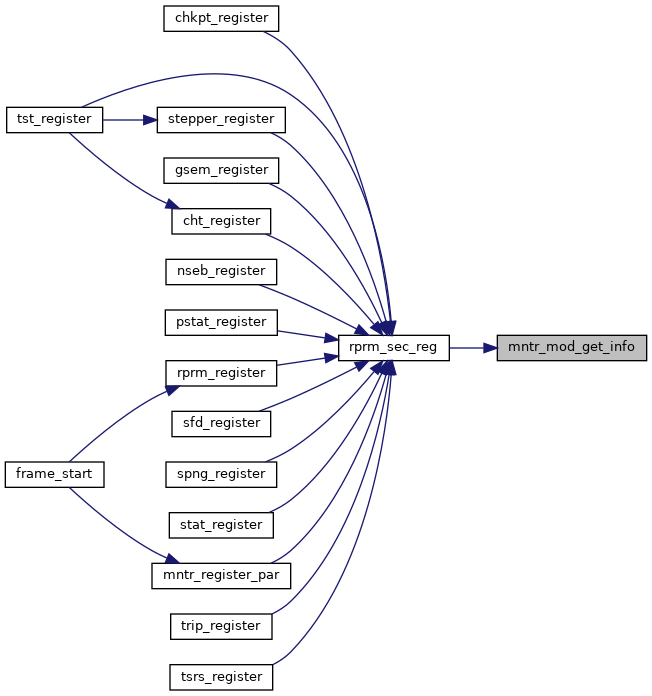 chkpt_register
tst_register
stepper_register
gsem_register
cht_register
nseb_register
pstat_register
rprm_sec_reg
mntr_mod_get_info
rprm_register
sfd_register
frame_start
spng_register
stat_register
mntr_register_par
trip_register
tsrs_register